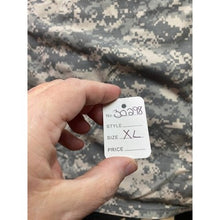 No. 30298
STYLE
SIZE XL
PRICE